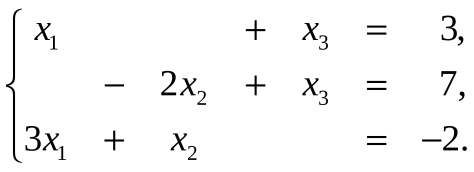 x₁ + x₃ = 3,
− 2x₂ + x₃ = 7,
3x₁ + x₂ = −2.